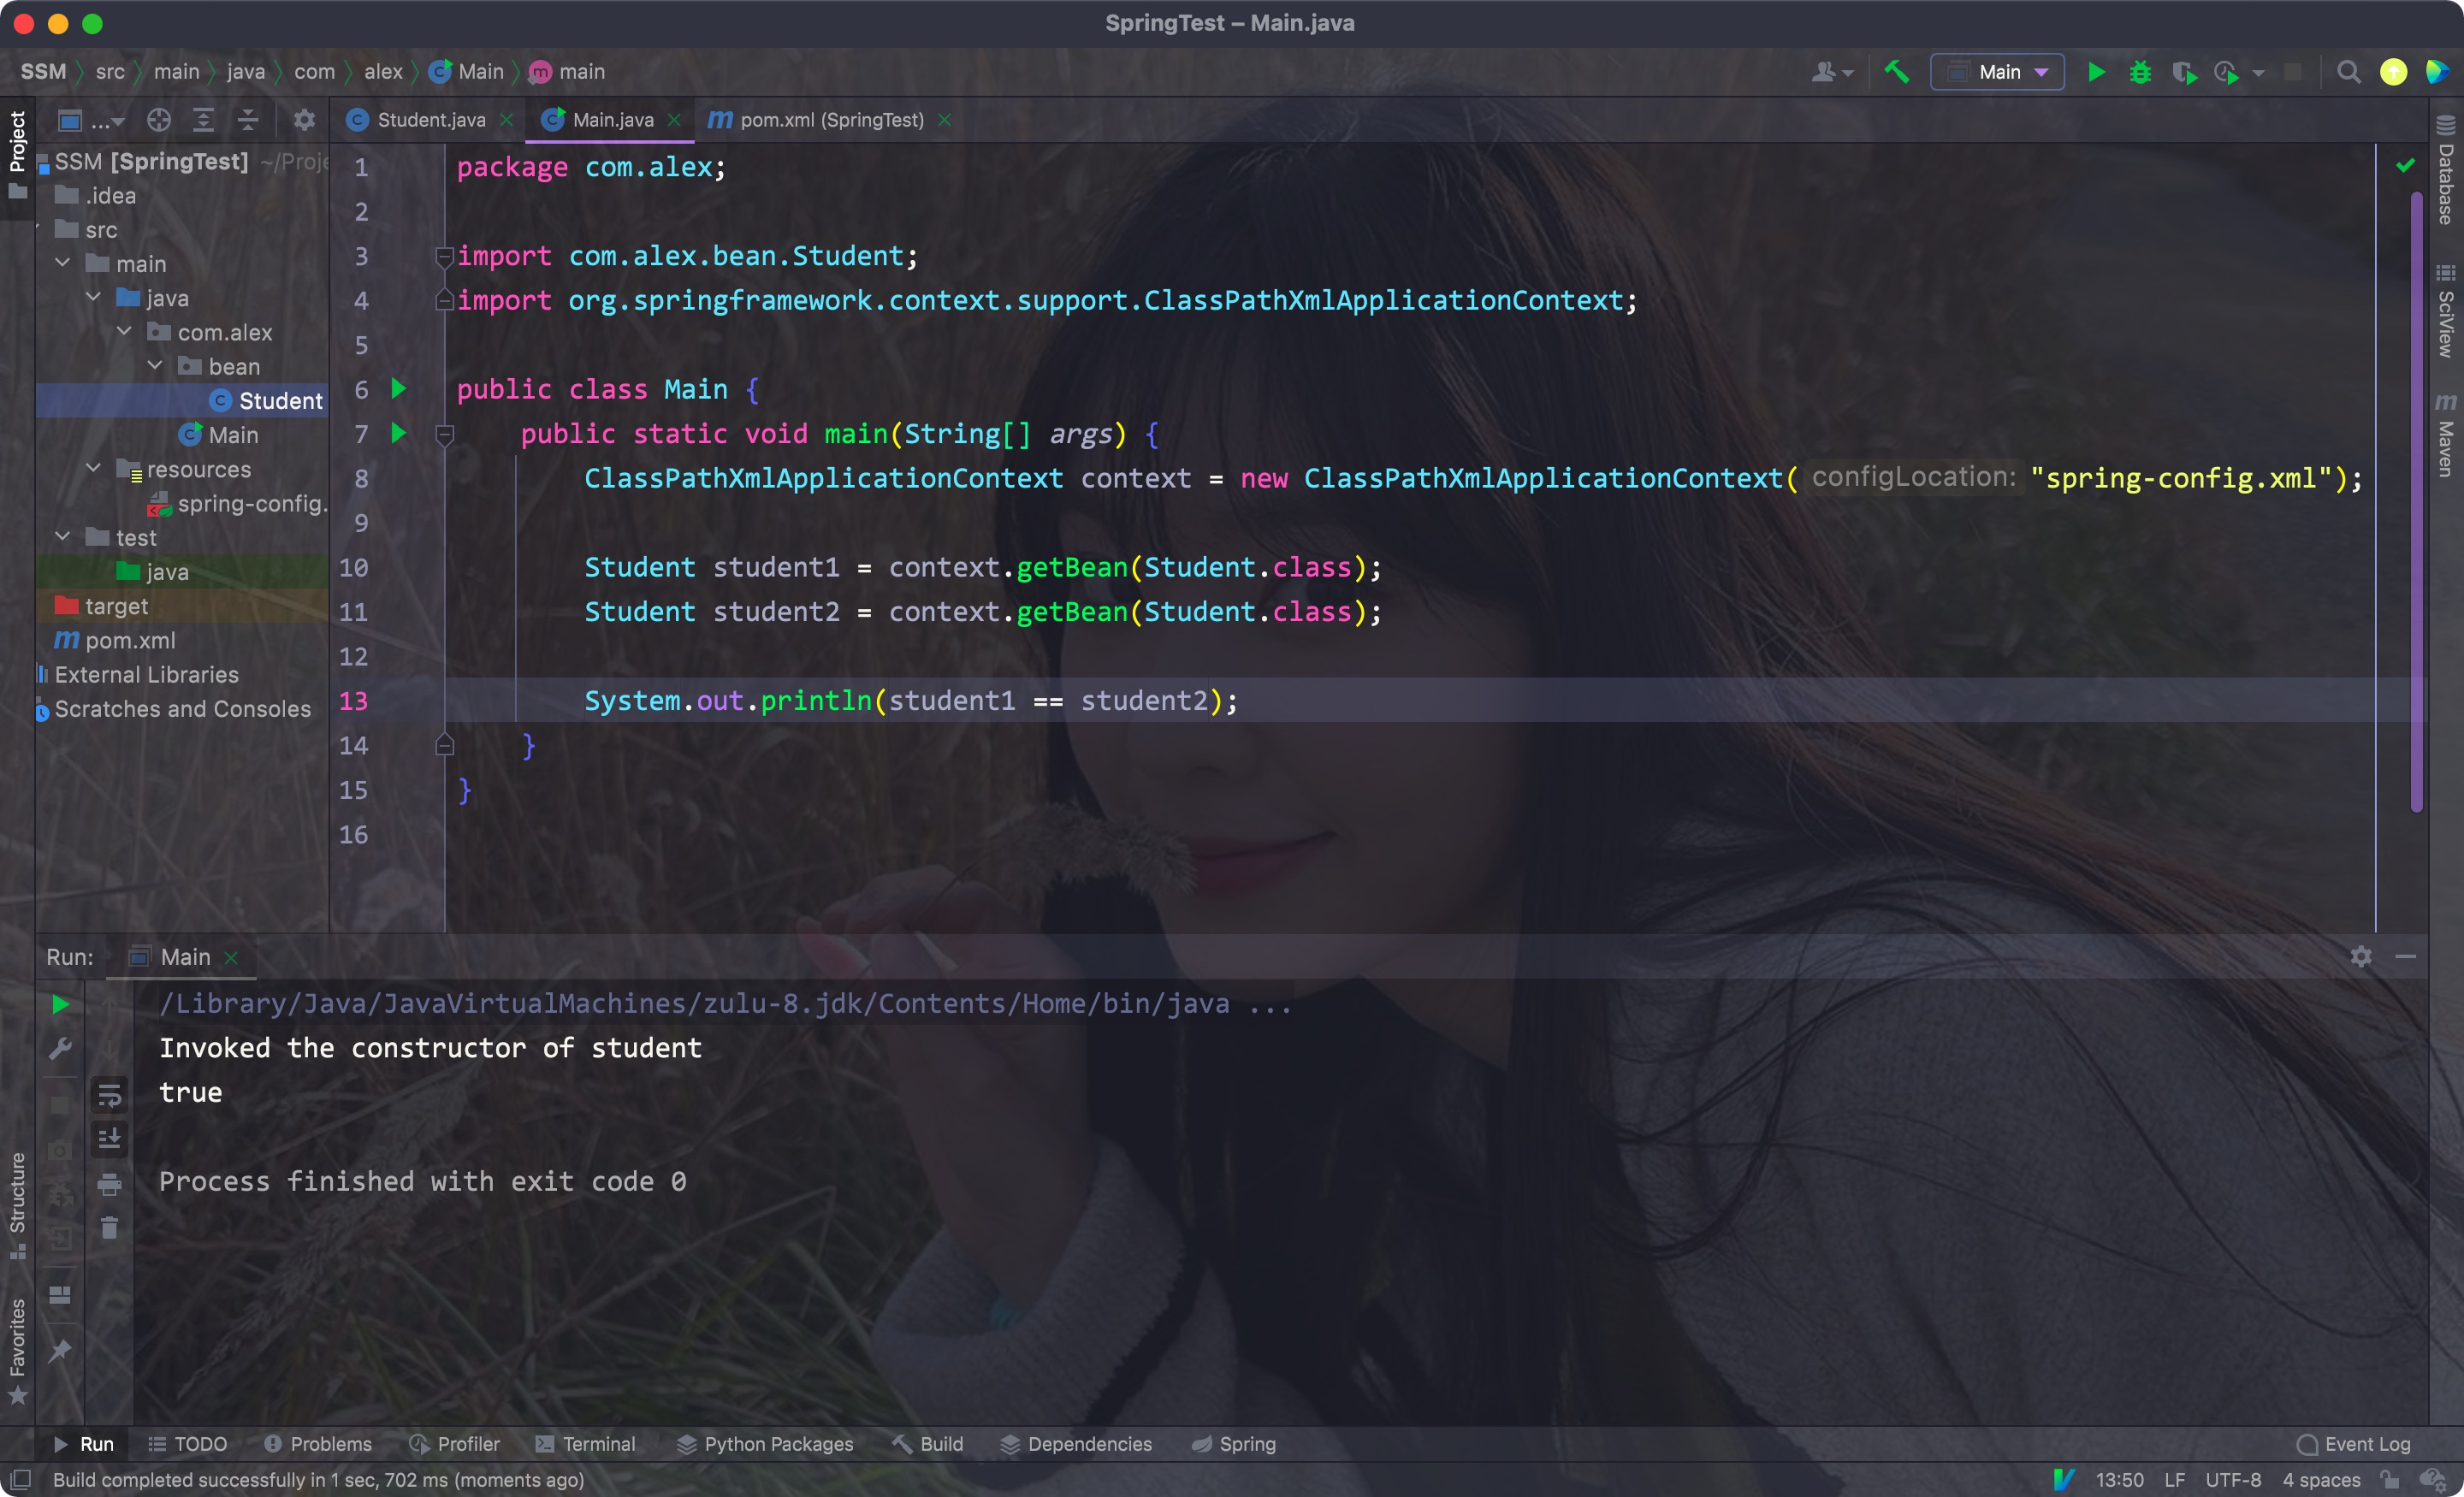 SpringTest – Main.java
SSM src main java com alex Main main
Main
Project
...
Student.java
Main.java
pom.xml (SpringTest)
SSM [SpringTest] ~/Proje
.idea
src
main
java
com.alex
bean
Student
Main
resources
spring-config.
test
java
target
pom.xml
External Libraries
Scratches and Consoles
1 package com.alex;
2
3 import com.alex.bean.Student;
4 import org.springframework.context.support.ClassPathXmlApplicationContext;
5
6 public class Main {
7 public static void main(String[] args) {
8 ClassPathXmlApplicationContext context = new ClassPathXmlApplicationContext( configLocation: "spring-config.xml");
9
10 Student student1 = context.getBean(Student.class);
11 Student student2 = context.getBean(Student.class);
12
13 System.out.println(student1 == student2);
14 }
15 }
16
Database
SciView
Maven
Run: Main
/Library/Java/JavaVirtualMachines/zulu-8.jdk/Contents/Home/bin/java ...
Invoked the constructor of student
true
Process finished with exit code 0
Structure
Favorites
Run TODO Problems Profiler Terminal Python Packages Build Dependencies Spring Event Log
Build completed successfully in 1 sec, 702 ms (moments ago) 13:50 LF UTF-8 4 spaces